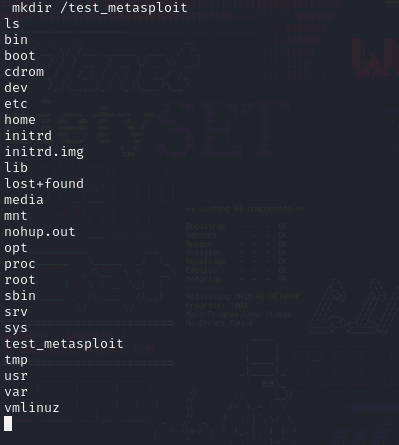 mkdir /test_metasploit
ls
bin
boot
cdrom
dev
etc
home
initrd
initrd.img
lib
lost+found
media
mnt
nohup.out
opt
proc
root
sbin
srv
sys
test_metasploit
tmp
usr
var
vmlinuz